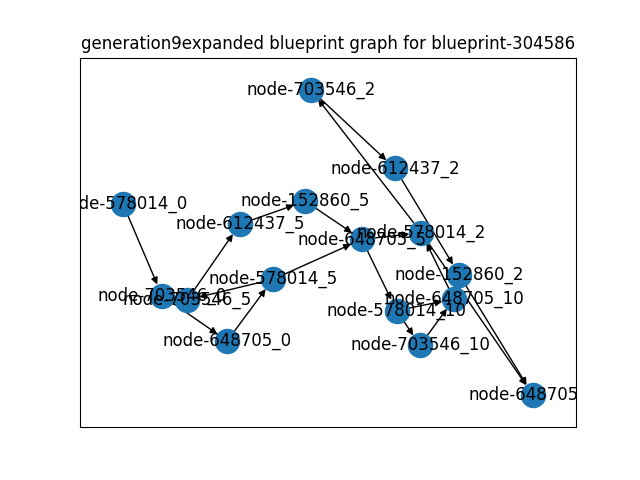 generation9expanded blueprint graph for blueprint-304586
node-703546_2
node-612437_2
de-578014_0
node-152860_5
node-612437_5
node-578014_2
node-648705_5
node-152860_2
node-578014_5
node-703546_0
node-703546_5
node-648705_10
node-578014_10
node-648705_0
node-703546_10
node-648705